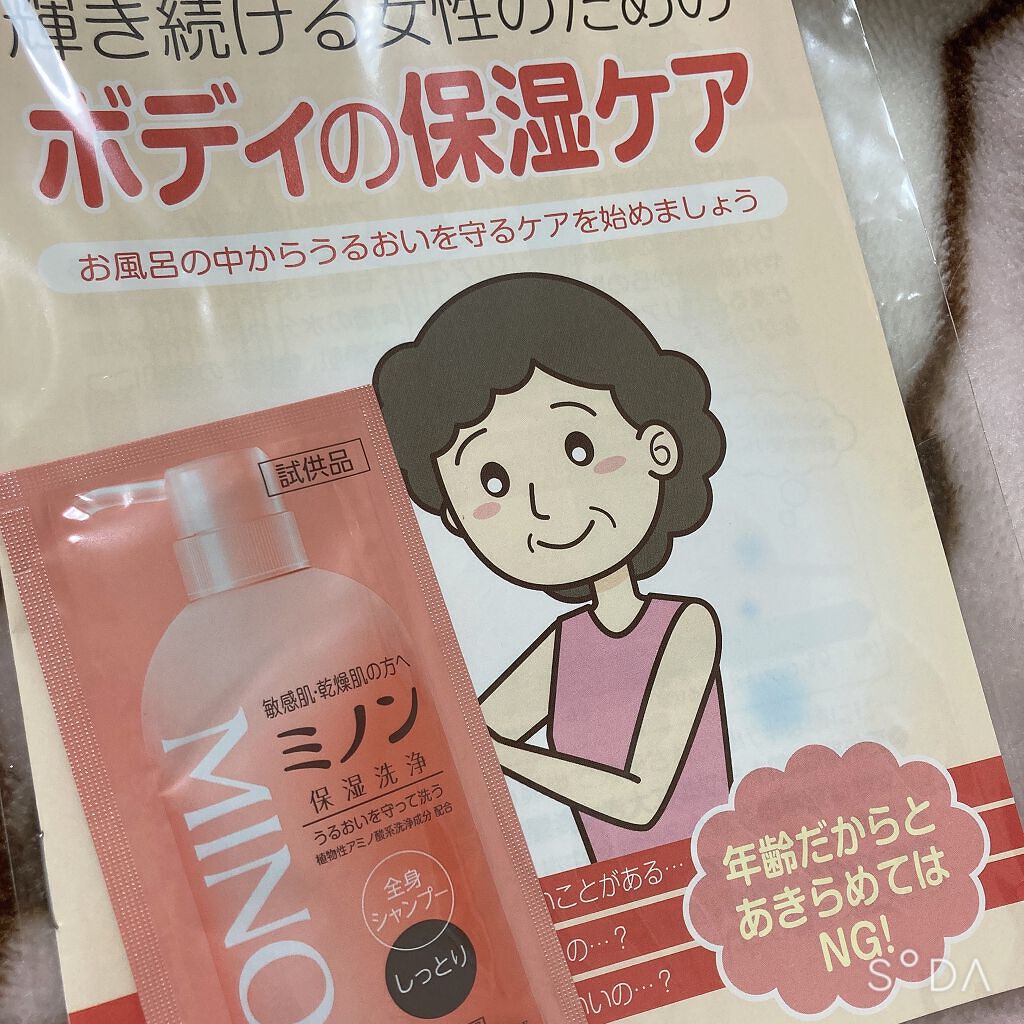 輝き続ける女性のための
ボディの保湿ケア
お風呂の中からうるおいを守るケアを始めましょう
試供品
敏感肌・乾燥肌の方へ
ミノン
保湿洗浄
うるおいを守って洗う
植物性アミノ酸系洗浄成分 配合
MINO
全身
シャンプー
しっとり
ことがある…
の…?
いの…?
年齢だからと
あきらめては
NG!
SODA